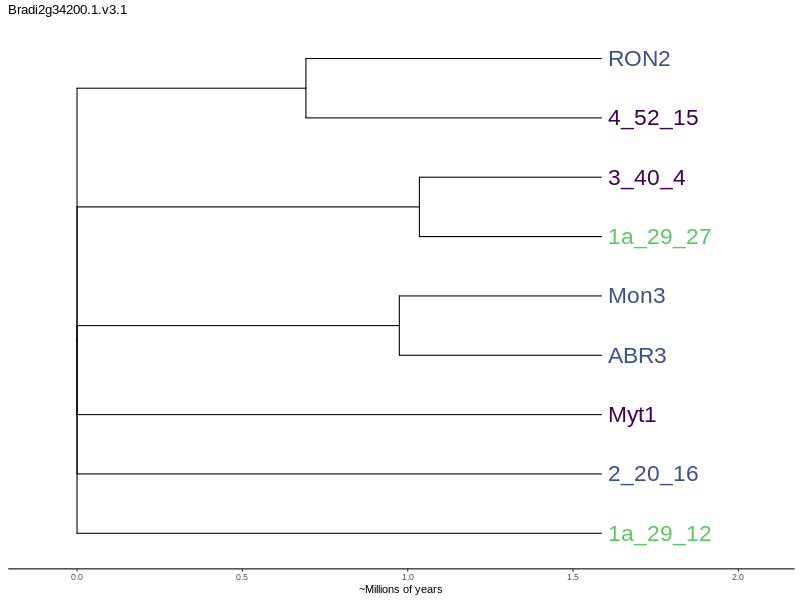 Bradi2g34200.1.v3.1
RON2
4_52_15
3_40_4
1a_29_27
Mon3
ABR3
Myt1
2_20_16
1a_29_12
0.0 0.5 1.0 1.5 2.0
~Millions of years